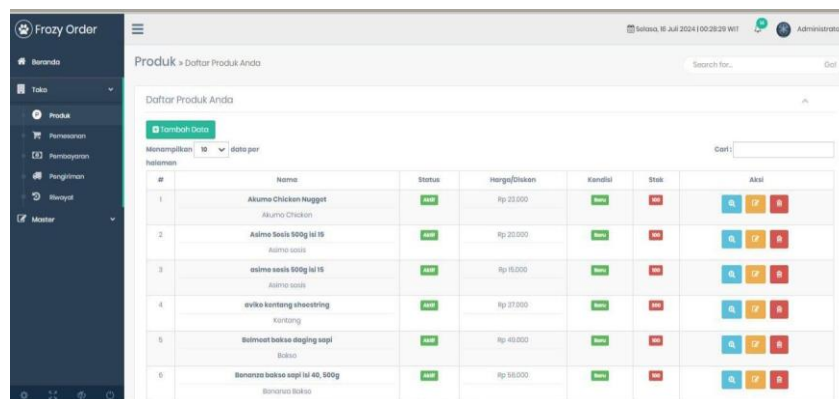 Frozy Order
Selasa, 16 Juli 2024 | 00:29:29 WIT
Administrato
Beranda
Toko
Produk
Pemesanan
Pembayaran
Pengiriman
Riwayat
Master
Produk » Daftar Produk Anda
Search for... Go!
Daftar Produk Anda
Tambah Data
Menampilkan 10 data per halaman
Cari :
# Nama Status Harga/Diskon Kondisi Stok Aksi
1 Akumo Chicken Nugget Aktif Rp 23.000 Baru 100
Akumo Chicken
2 Asimo Sosis 500g isi 15 Aktif Rp 20.000 Baru 100
Asimo sosis
3 asimo sosis 500g isi 15 Aktif Rp 15.000 Baru 100
Asimo sosis
4 aviko kentang shoestring Aktif Rp 37.000 Baru
Kentang
5 Belmeat bakso daging sapi Aktif Rp 40.000 Baru 100
Bakso
6 Bonanza bakso sapi isi 40, 500g Aktif Rp 56.000 Baru 100
Bonanza Bakso